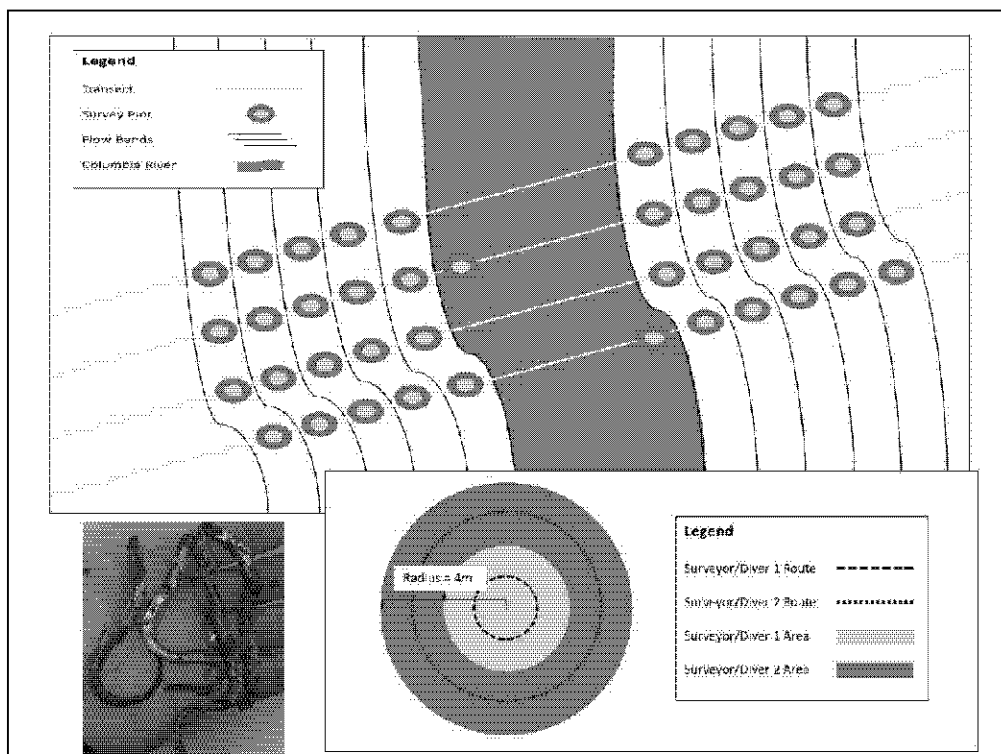 Legend
Transect
Survey Plot
Flow Bands
Columbia River
Radius = 4m
Legend
Surveyor/Diver 1 Route
Surveyor/Diver 2 Route
Surveyor/Diver 1 Area
Surveyor/Diver 2 Area